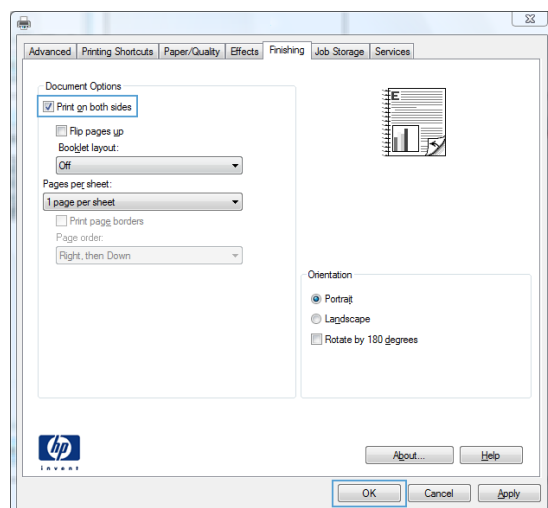 Advanced Printing Shortcuts Paper/Quality Effects Finishing Job Storage Services
Document Options
Print on both sides
Flip pages up
Booklet layout:
Off
Pages per sheet:
1 page per sheet
Print page borders
Page order:
Right, then Down
E
Orientation
Portrait
Landscape
Rotate by 180 degrees
hp
invent
About... Help
OK Cancel Apply